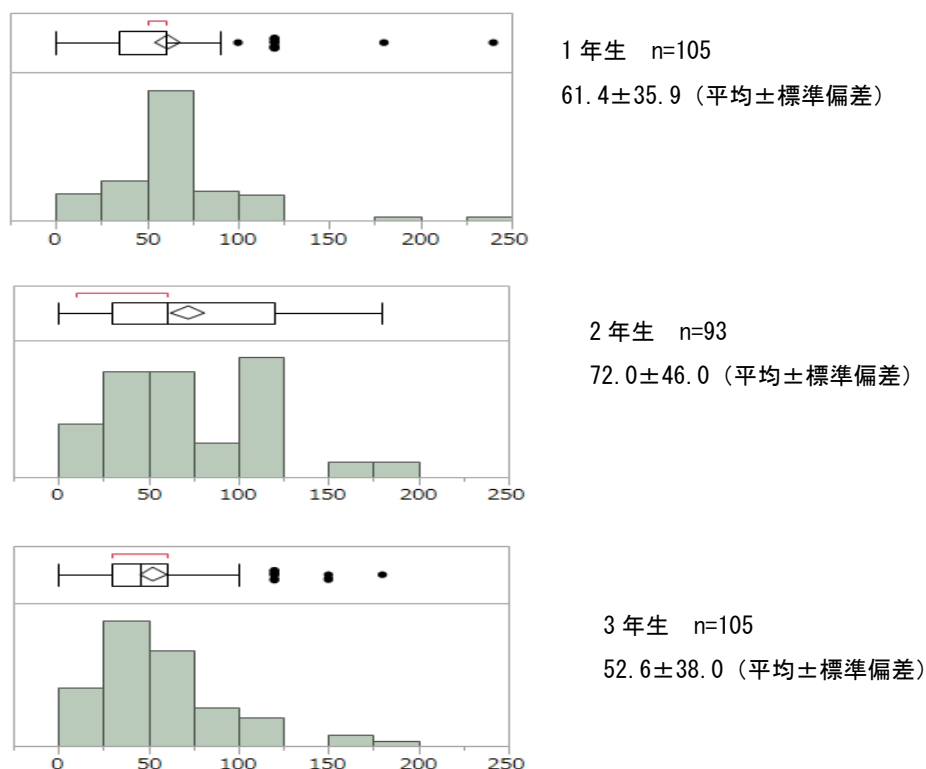 1 年生 n=105
61.4±35.9（平均±標準偏差）
0 50 100 150 200 250
2 年生 n=93
72.0±46.0（平均±標準偏差）
0 50 100 150 200 250
3 年生 n=105
52.6±38.0（平均±標準偏差）
0 50 100 150 200 250